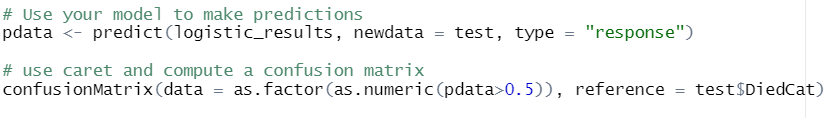 # Use your model to make predictions
pdata <- predict(logistic_results, newdata = test, type = "response")
# use caret and compute a confusion matrix
confusionMatrix(data = as.factor(as.numeric(pdata>0.5)), reference = test$DiedCat)